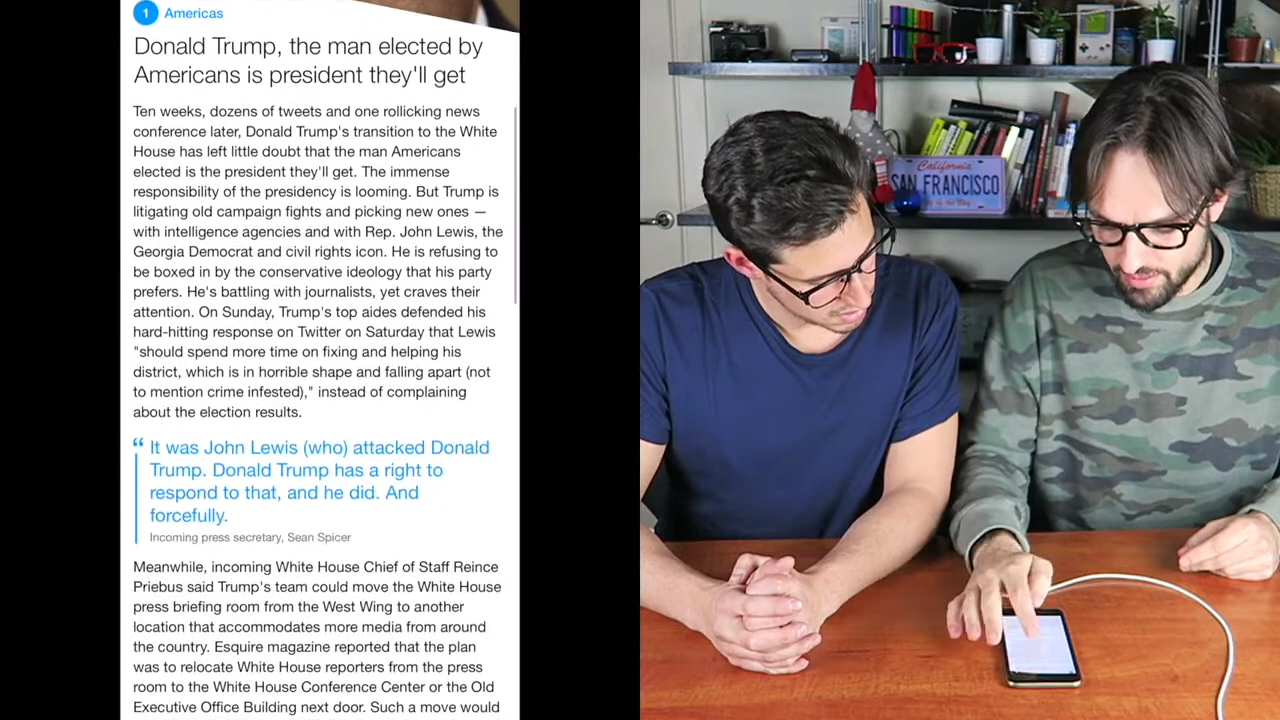 1 Americas
Donald Trump, the man elected by
Americans is president they'll get
Ten weeks, dozens of tweets and one rollicking news
conference later, Donald Trump's transition to the White
House has left little doubt that the man Americans
elected is the president they'll get. The immense
responsibility of the presidency is looming. But Trump is
litigating old campaign fights and picking new ones —
with intelligence agencies and with Rep. John Lewis, the
Georgia Democrat and civil rights icon. He is refusing to
be boxed in by the conservative ideology that his party
prefers. He's battling with journalists, yet craves their
attention. On Sunday, Trump's top aides defended his
hard-hitting response on Twitter on Saturday that Lewis
"should spend more time on fixing and helping his
district, which is in horrible shape and falling apart (not
to mention crime infested)," instead of complaining
about the election results.
“ It was John Lewis (who) attacked Donald
Trump. Donald Trump has a right to
respond to that, and he did. And
forcefully.
Incoming press secretary, Sean Spicer
Meanwhile, incoming White House Chief of Staff Reince
Priebus said Trump's team could move the White House
press briefing room from the West Wing to another
location that accommodates more media from around
the country. Esquire magazine reported that the plan
was to relocate White House reporters from the press
room to the White House Conference Center or the Old
Executive Office Building next door. Such a move would
California
SAN FRANCISCO
by the Bay